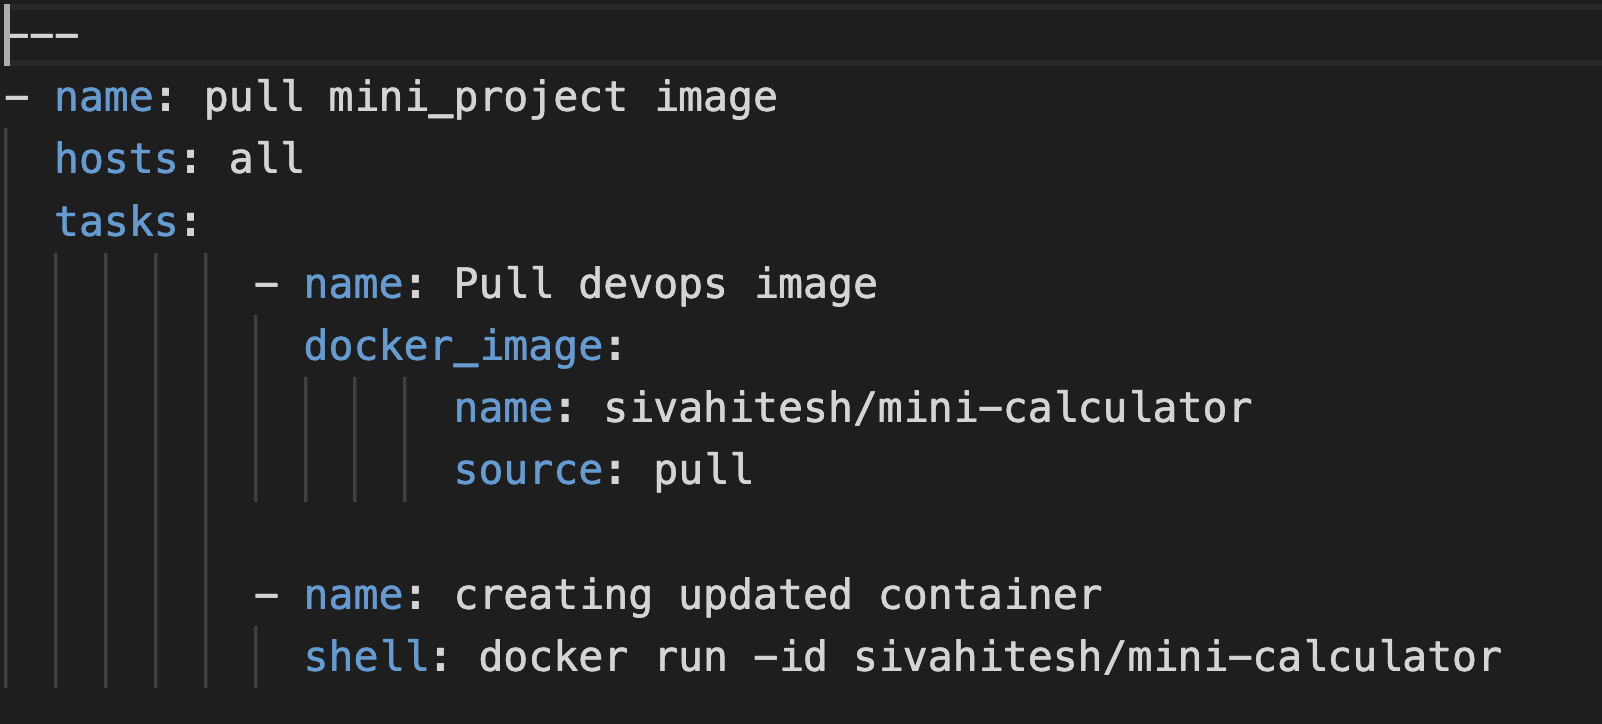 ---
- name: pull mini_project image
  hosts: all
  tasks:
          - name: Pull devops image
            docker_image:
                  name: sivahitesh/mini-calculator
                  source: pull

          - name: creating updated container
            shell: docker run -id sivahitesh/mini-calculator